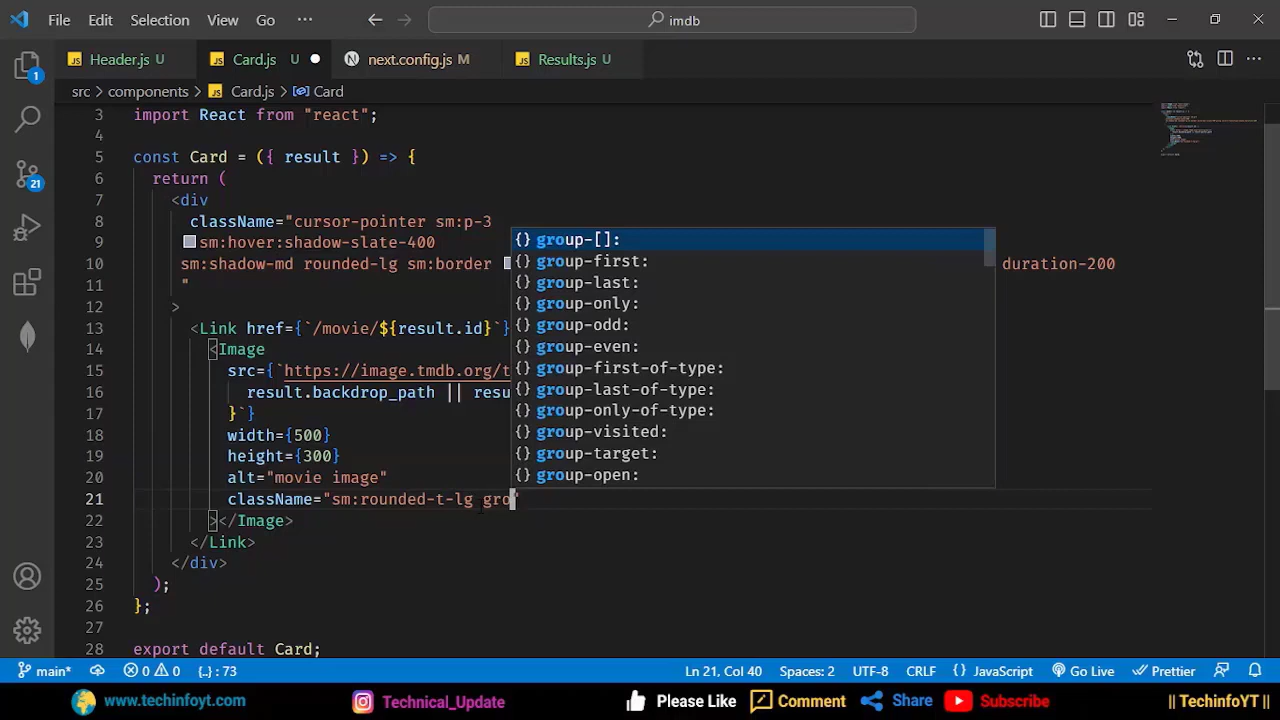 File Edit Selection View Go ··· imdb
Header.js U Card.js U next.config.js M Results.js U
1
src > components > Card.js > Card
3 import React from "react";
4
5 const Card = ({ result }) => {
6 return (
7 <div
8 className="cursor-pointer sm:p-3
9 sm:hover:shadow-slate-400
10 sm:shadow-md rounded-lg sm:border duration-200
11 "
12 >
13 <Link href={`/movie/${result.id}`}
14 <Image
15 src={`https://image.tmdb.org/t
16 result.backdrop_path || resu
17 }`}
18 width={500}
19 height={300}
20 alt="movie image"
21 className="sm:rounded-t-lg gro"
22 ></Image>
23 </Link>
24 </div>
25 );
26 };
27
28 export default Card;
{} group-[]:
{} group-first:
{} group-last:
{} group-only:
{} group-odd:
{} group-even:
{} group-first-of-type:
{} group-last-of-type:
{} group-only-of-type:
{} group-visited:
{} group-target:
{} group-open:
21
main* 0 0 {..} : 73 Ln 21, Col 40 Spaces: 2 UTF-8 CRLF {} JavaScript Go Live Prettier
www.techinfoyt.com Technical_Update Please Like Comment Share Subscribe || TechinfoYT ||